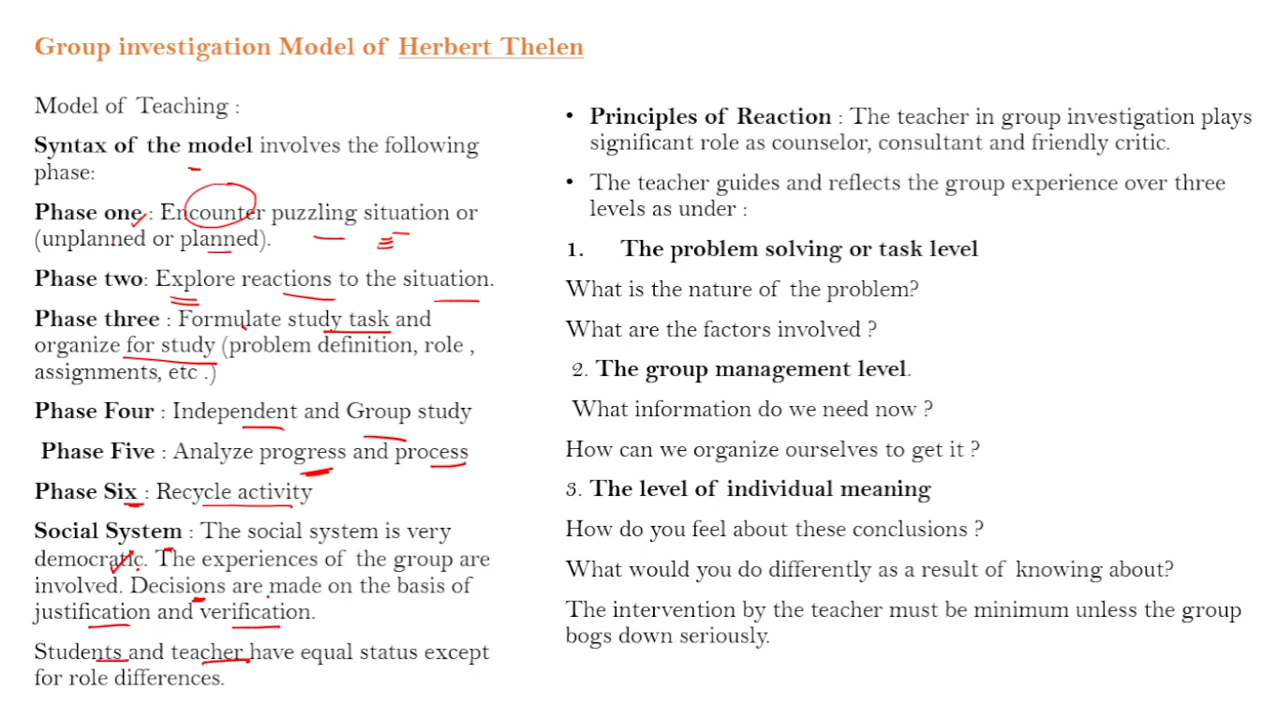 Group investigation Model of Herbert Thelen
Model of Teaching :
Syntax of the model involves the following
phase:
Phase one : Encounter puzzling situation or
(unplanned or planned).
Phase two: Explore reactions to the situation.
Phase three : Formulate study task and
organize for study (problem definition, role ,
assignments, etc .)
Phase Four : Independent and Group study
Phase Five : Analyze progress and process
Phase Six : Recycle activity
Social System : The social system is very
democratic. The experiences of the group are
involved. Decisions are made on the basis of
justification and verification.
Students and teacher have equal status except
for role differences.
• Principles of Reaction : The teacher in group investigation plays
significant role as counselor, consultant and friendly critic.
• The teacher guides and reflects the group experience over three
levels as under :
1. The problem solving or task level
What is the nature of the problem?
What are the factors involved ?
2. The group management level.
What information do we need now ?
How can we organize ourselves to get it ?
3. The level of individual meaning
How do you feel about these conclusions ?
What would you do differently as a result of knowing about?
The intervention by the teacher must be minimum unless the group
bogs down seriously.